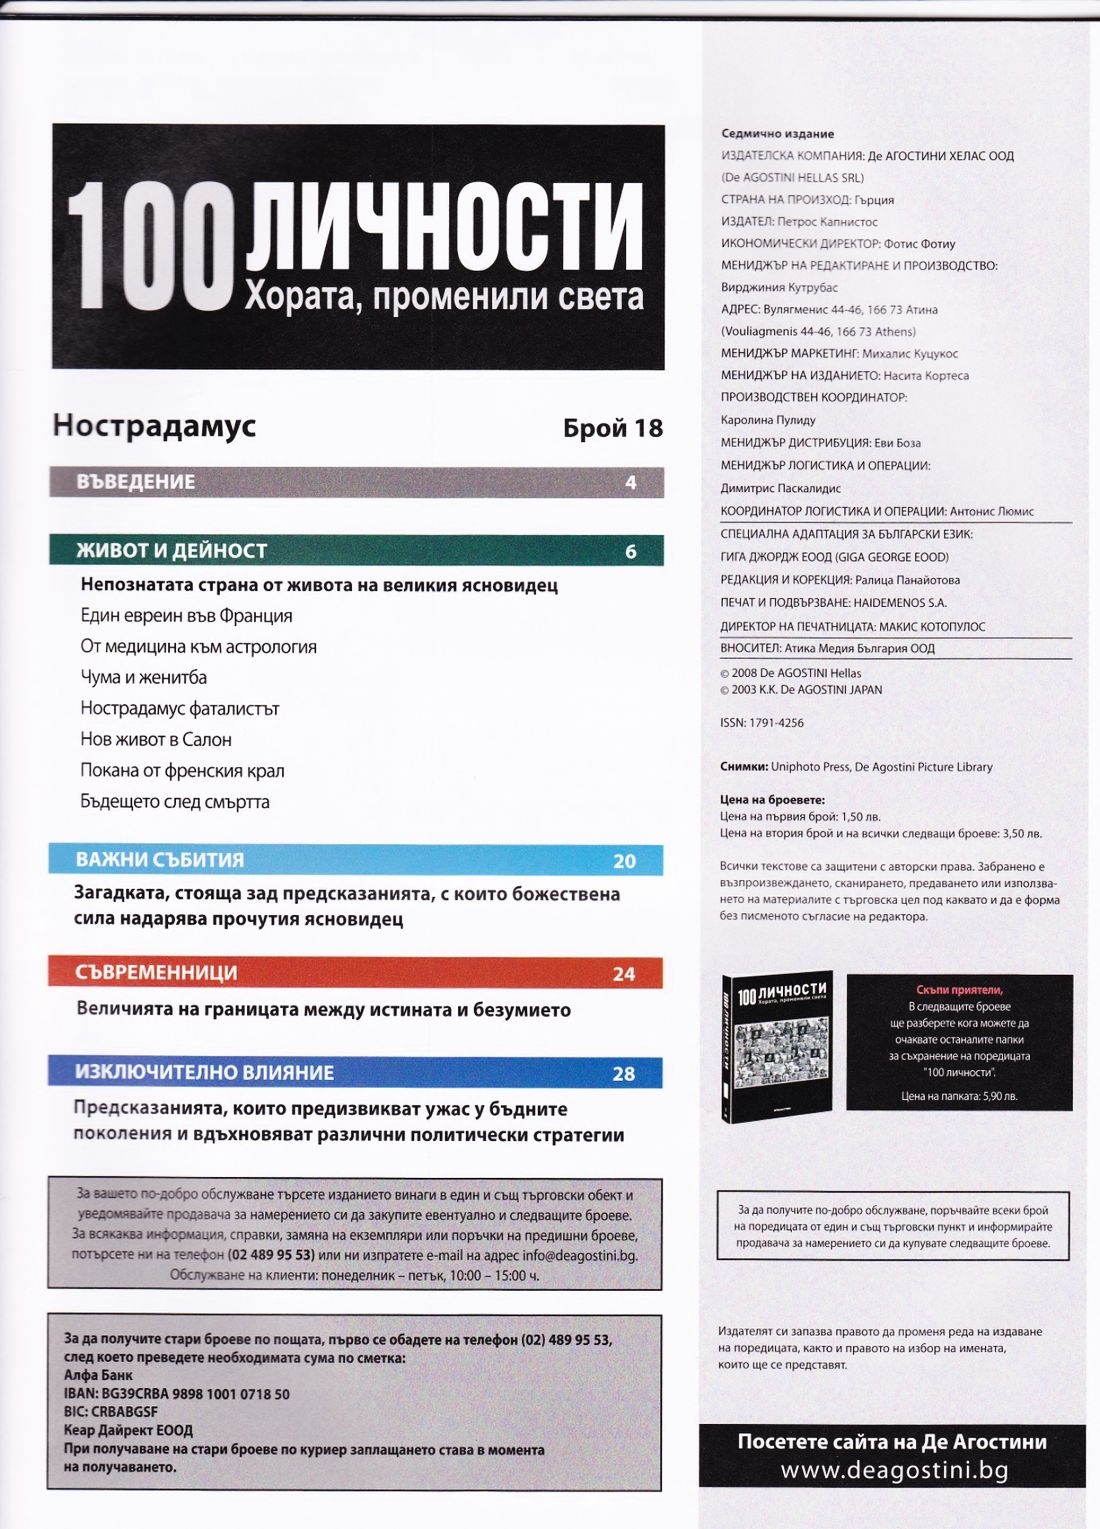 100 ЛИЧНОСТИ
Хората, променили света
Нострадамус Брой 18
ВЪВЕДЕНИЕ 4
ЖИВОТ И ДЕЙНОСТ 6
Непознатата страна от живота на великия ясновидец
Един евреин във Франция
От медицина към астрология
Чума и женитба
Нострадамус фаталистът
Нов живот в Салон
Покана от френския крал
Бъдещето след смъртта
ВАЖНИ СЪБИТИЯ 20
Загадката, стояща зад предсказанията, с които божествена
сила надарява прочутия ясновидец
СЪВРЕМЕННИЦИ 24
Величията на границата между истината и безумието
ИЗКЛЮЧИТЕЛНО ВЛИЯНИЕ 28
Предсказанията, които предизвикват ужас у бъдните
поколения и вдъхновяват различни политически стратегии
За вашето по-добро обслужване търсете изданието винаги в един и същ търговски обект и
уведомявайте продавача за намерението си да закупите евентуално и следващите броеве.
За всякаква информация, справки, замяна на екземпляри или поръчки на предишни броеве,
потърсете ни на телефон (02 489 95 53) или ни изпратете e-mail на адрес info@deagostini.bg.
Обслужване на клиенти: понеделник – петък, 10:00 – 15:00 ч.
За да получите стари броеве по пощата, първо се обадете на телефон (02) 489 95 53,
след което преведете необходимата сума по сметка:
Алфа Банк
IBAN: BG39CRBA 9898 1001 0718 50
BIC: CRBABGSF
Кеар Дайрект ЕООД
При получаване на стари броеве по куриер заплащането става в момента
на получаването.
Седмично издание
ИЗДАТЕЛСКА КОМПАНИЯ: Де АГОСТИНИ ХЕЛАС ООД
(De AGOSTINI HELLAS SRL)
СТРАНА НА ПРОИЗХОД: Гърция
ИЗДАТЕЛ: Петрос Капнистос
ИКОНОМИЧЕСКИ ДИРЕКТОР: Фотис Фотиу
МЕНИДЖЪР НА РЕДАКТИРАНЕ И ПРОИЗВОДСТВО:
Вирджиния Кутрубас
АДРЕС: Вулягменис 44-46, 166 73 Атина
(Vouliagmenis 44-46, 166 73 Athens)
МЕНИДЖЪР МАРКЕТИНГ: Михалис Куцукос
МЕНИДЖЪР НА ИЗДАНИЕТО: Насита Кортеса
ПРОИЗВОДСТВЕН КООРДИНАТОР:
Каролина Пулиду
МЕНИДЖЪР ДИСТРИБУЦИЯ: Еви Боза
МЕНИДЖЪР ЛОГИСТИКА И ОПЕРАЦИИ:
Димитрис Паскалидис
КООРДИНАТОР ЛОГИСТИКА И ОПЕРАЦИИ: Антонис Люмис
СПЕЦИАЛНА АДАПТАЦИЯ ЗА БЪЛГАРСКИ ЕЗИК:
ГИГА ДЖОРДЖ ЕООД (GIGA GEORGE EOOD)
РЕДАКЦИЯ И КОРЕКЦИЯ: Ралица Панайотова
ПЕЧАТ И ПОДВЪРЗВАНЕ: HAIDEMENOS S.A.
ДИРЕКТОР НА ПЕЧАТНИЦАТА: МАКИС КОТОПУЛОС
ВНОСИТЕЛ: Атика Медия България ООД
© 2008 De AGOSTINI Hellas
© 2003 K.K. De AGOSTINI JAPAN
ISSN: 1791-4256
Снимки: Uniphoto Press, De Agostini Picture Library
Цена на броевете:
Цена на първия брой: 1,50 лв.
Цена на втория брой и на всички следващи броеве: 3,50 лв.
Всички текстове са защитени с авторски права. Забранено е
възпроизвеждането, сканирането, предаването или използва-
нето на материалите с търговска цел под каквато и да е форма
без писменото съгласие на редактора.
100 ЛИЧНОСТИ
Хората, променили света
100 ЛИЧНОСТИ
Скъпи приятели,
В следващите броеве
ще разберете кога можете да
очаквате останалите папки
за съхранение на поредицата
"100 личности".
Цена на папката: 5,90 лв.
За да получите по-добро обслужване, поръчвайте всеки брой
на поредицата от един и същ търговски пункт и информирайте
продавача за намерението си да купувате следващите броеве.
Издателят си запазва правото да променя реда на издаване
на поредицата, както и правото на избор на имената,
които ще се представят.
Посетете сайта на Де Агостини
www.deagostini.bg